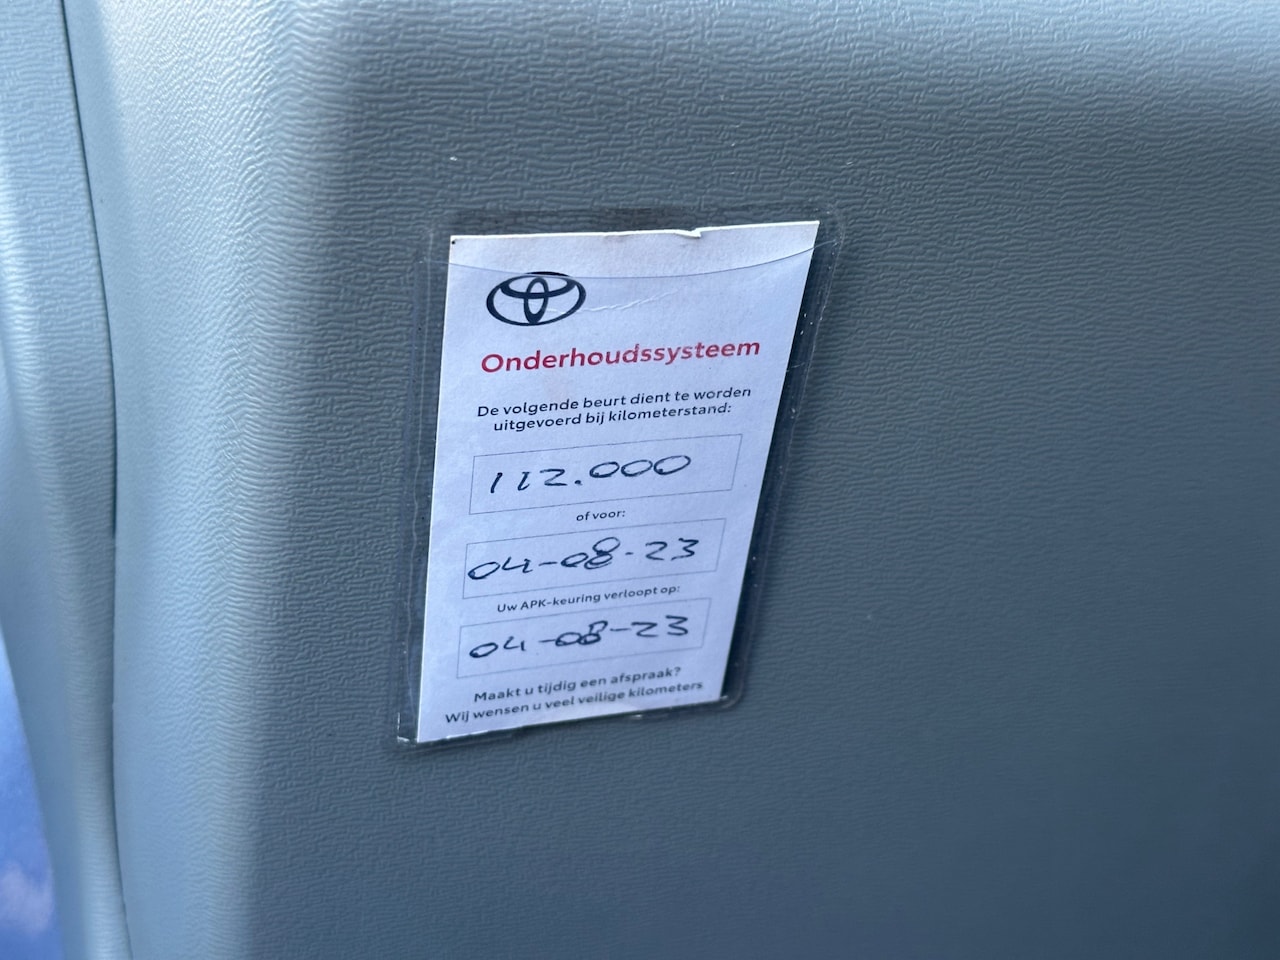 Onderhoudssysteem
De volgende beurt dient te worden
uitgevoerd bij kilometerstand:
112.000
of voor:
04-08-23
Uw APK-keuring verloopt op:
04-08-23
Maakt u tijdig een afspraak?
Wij wensen u veel veilige kilometers